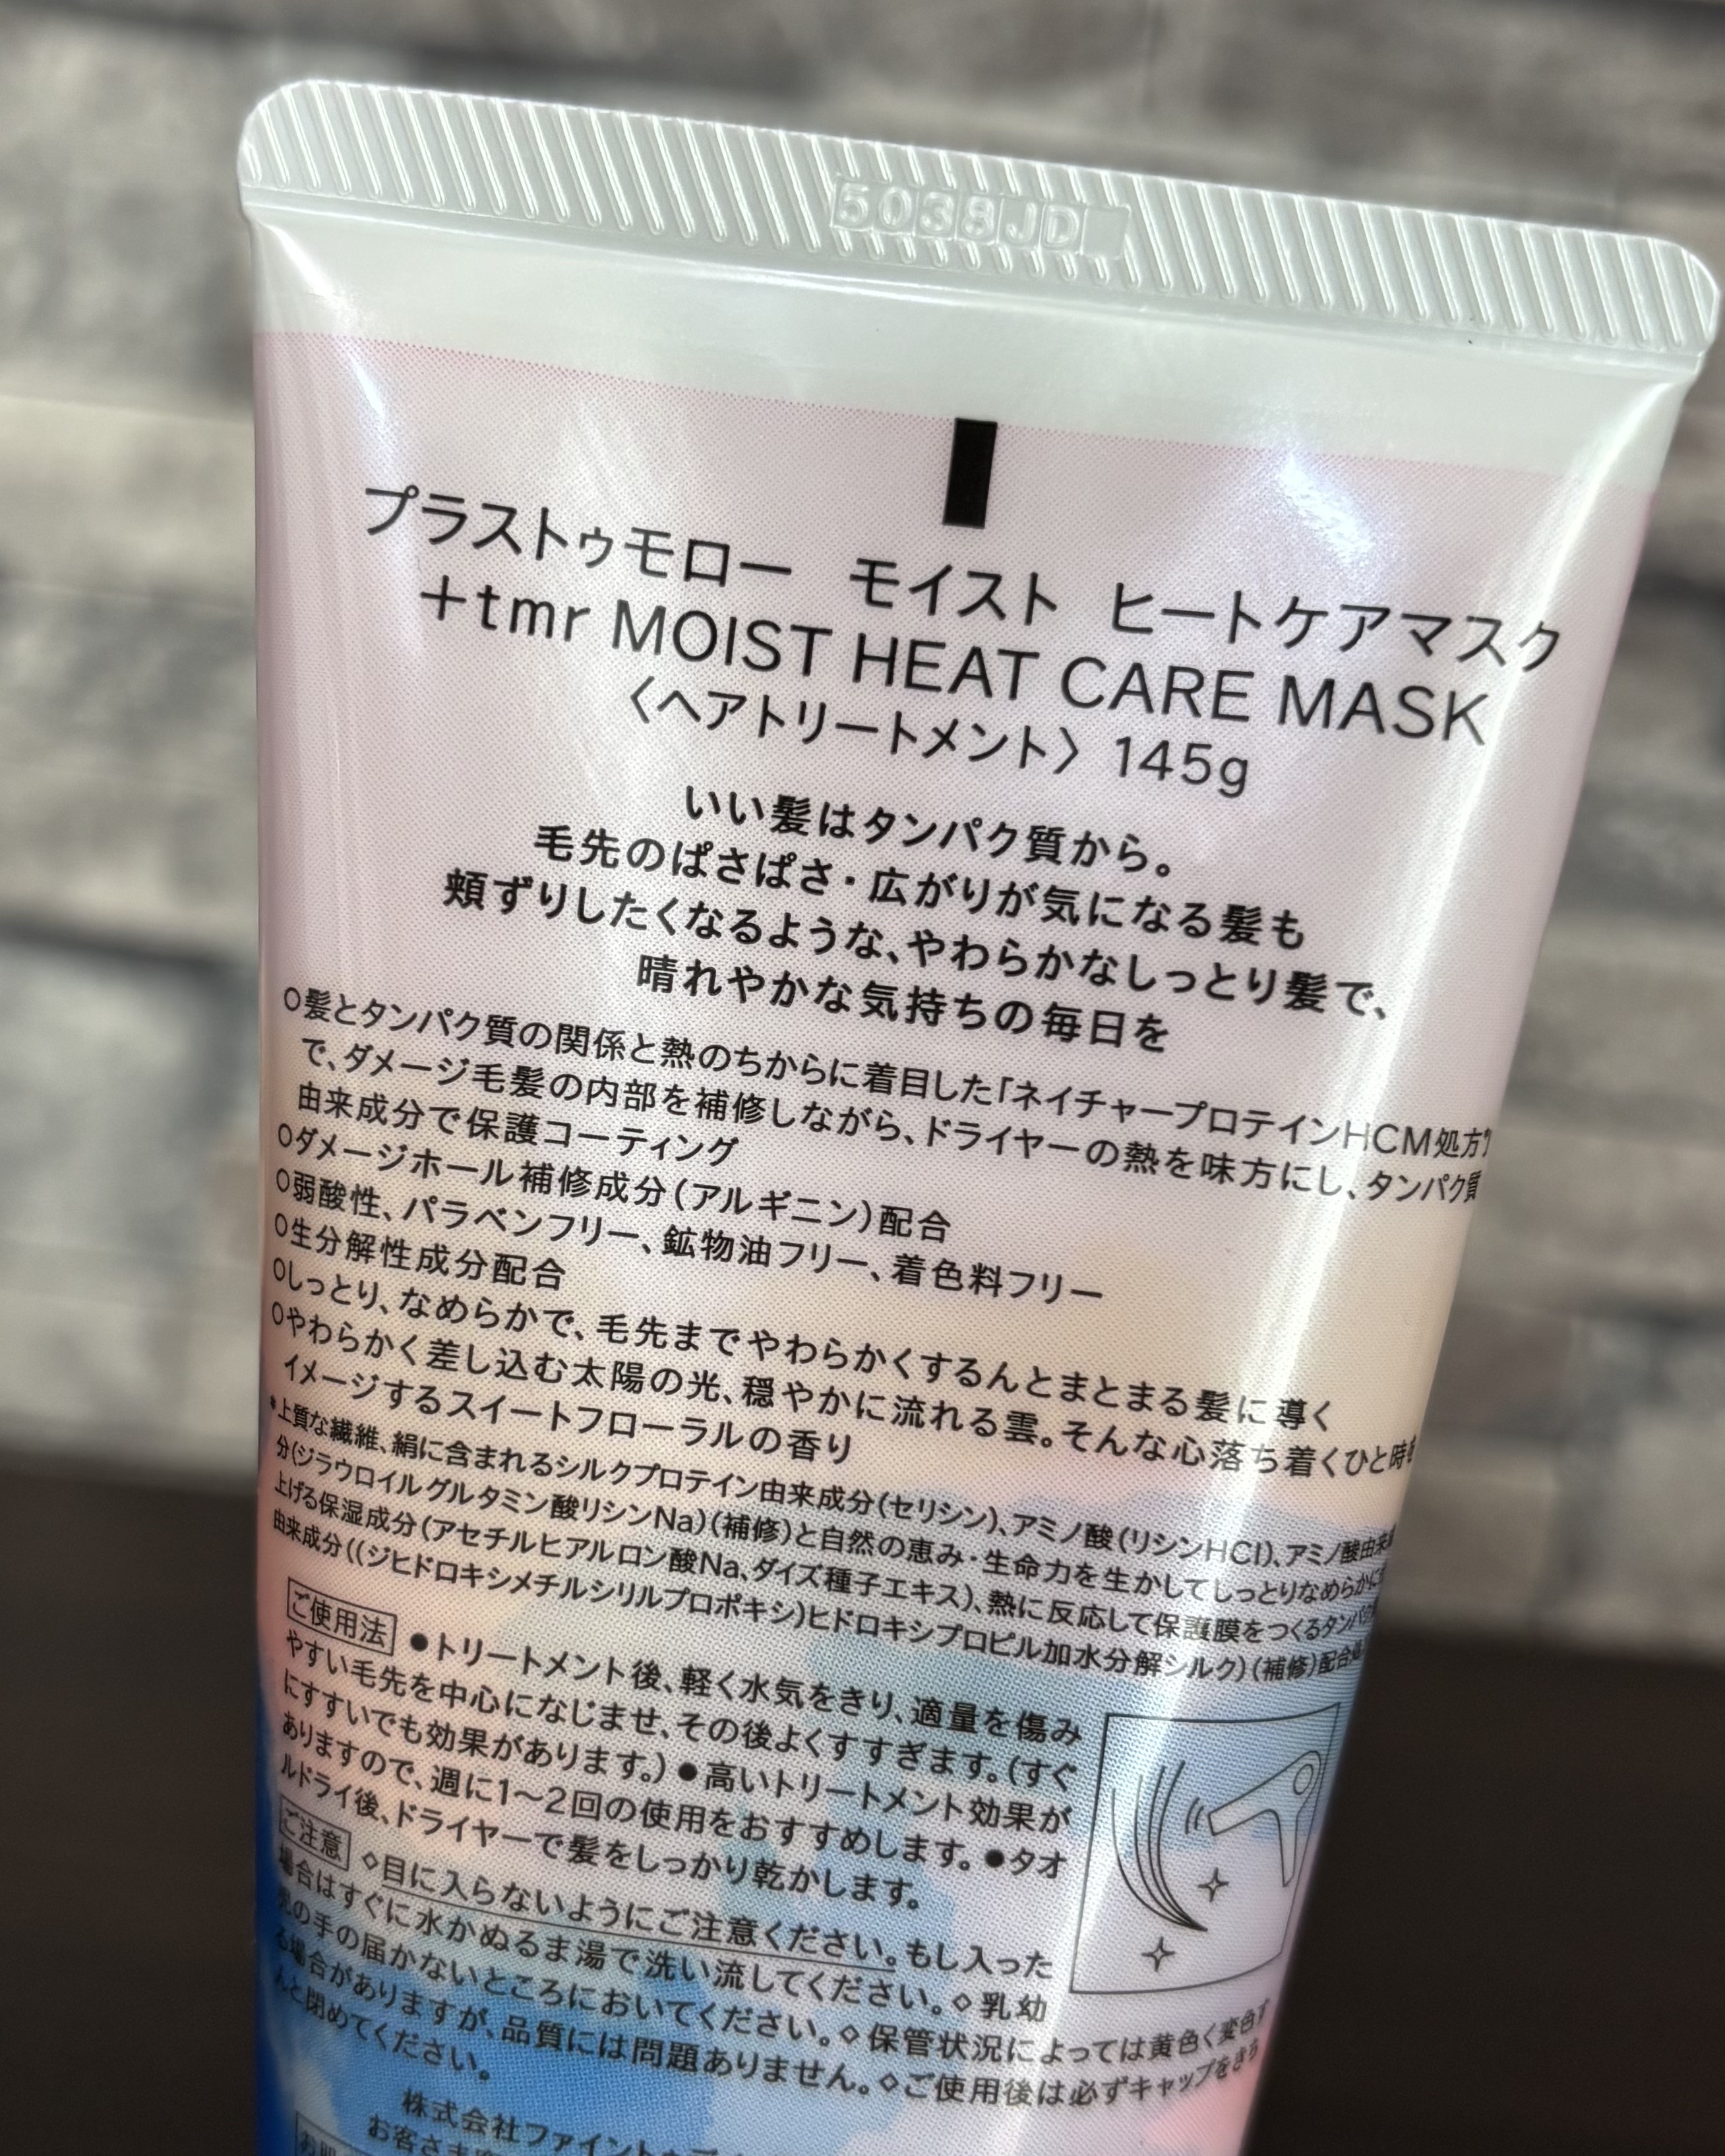 5038JD
プラストゥモロー モイスト ヒートケアマスク
+tmr MOIST HEAT CARE MASK
〈ヘアトリートメント〉145g
いい髪はタンパク質から。
毛先のぱさぱさ・広がりが気になる髪も
頬ずりしたくなるような、やわらかなしっとり髪で、
晴れやかな気持ちの毎日を
○髪とタンパク質の関係と熱のちからに着目した「ネイチャープロテインHCM処方*」
で、ダメージ毛髪の内部を補修しながら、ドライヤーの熱を味方にし、タンパク質
由来成分で保護コーティング
○ダメージホール補修成分(アルギニン)配合
○弱酸性、パラベンフリー、鉱物油フリー、着色料フリー
○生分解性成分配合
○しっとり、なめらかで、毛先までやわらかくするんとまとまる髪に導く
○やわらかく差し込む太陽の光、穏やかに流れる雲。そんな心落ち着くひと時を
イメージするスイートフローラルの香り
*上質な繊維、絹に含まれるシルクプロテイン由来成分(セリシン)、アミノ酸(リシンHCl)、アミノ酸由来
分(ジラウロイルグルタミン酸リシンNa)(補修)と自然の恵み・生命力を生かしてしっとりなめらかに
上げる保湿成分(アセチルヒアルロン酸Na、ダイズ種子エキス)、熱に反応して保護膜をつくるタンパク
由来成分((ジヒドロキシメチルシリルプロポキシ)ヒドロキシプロピル加水分解シルク)(補修)配合
ご使用法 ●トリートメント後、軽く水気をきり、適量を傷み
やすい毛先を中心になじませ、その後よくすすぎます。(すぐ
にすすいでも効果があります。)●高いトリートメント効果が
ありますので、週に1〜2回の使用をおすすめします。●タオ
ルドライ後、ドライヤーで髪をしっかり乾かします。
ご注意 ◇目に入らないようにご注意ください。もし入った
場合はすぐに水かぬるま湯で洗い流してください。◇乳幼
児の手の届かないところにおいてください。◇保管状況によっては黄色く変色す
る場合がありますが、品質には問題ありません。◇ご使用後は必ずキャップをきち
んと閉めてください。
株式会社ファイントゥデイ
お客さま